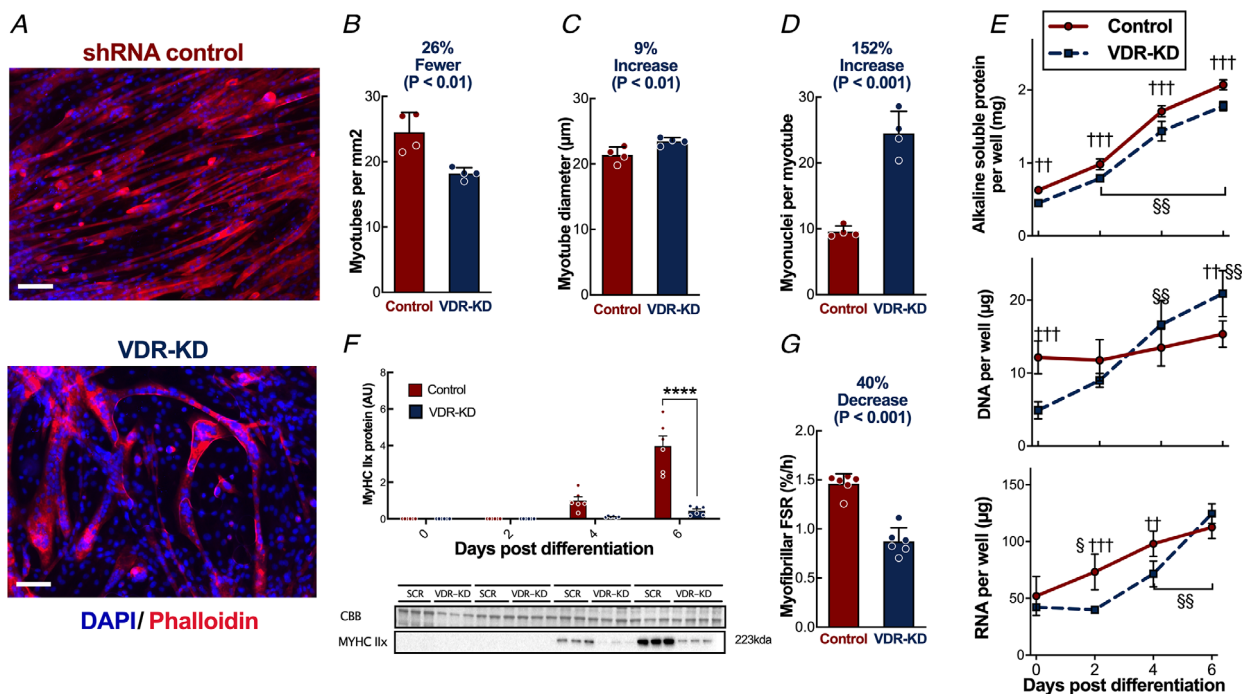 A
shRNA control
VDR-KD
DAPI/ Phalloidin
B
26%
Fewer
(P < 0.01)
Myotubes per mm2
30
20
10
0
Control VDR-KD
C
9%
Increase
(P < 0.01)
Myotube diameter (µm)
30
20
10
0
Control VDR-KD
D
152%
Increase
(P < 0.001)
Myonuclei per myotube
30
20
10
0
Control VDR-KD
E
Control
VDR-KD
Alkaline soluble protein
per well (mg)
2
1
0
††
†††
†††
†††
§§
DNA per well (µg)
20
10
0
†††
§§
††·§§
RNA per well (µg)
150
100
50
0
§ †††
††
§§
0 2 4 6
Days post differentiation
F
Control
VDR-KD
MyHC IIx protein (AU)
8
6
4
2
0
****
0 2 4 6
Days post differentiation
SCR VDR-KD SCR VDR-KD SCR VDR-KD SCR VDR-KD
CBB
MYHC IIx
223kda
G
40%
Decrease
(P < 0.001)
Myofibrillar FSR (%/h)
2.0
1.5
1.0
0.5
0.0
Control VDR-KD